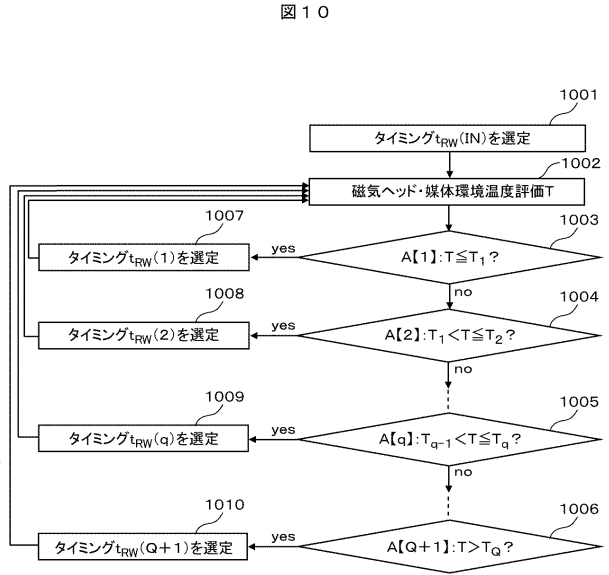 図10
1001
タイミングtRW(IN)を選定
1002
磁気ヘッド・媒体環境温度評価T
1003
A【1】:T≦T1?
yes
1007
タイミングtRW(1)を選定
no
1004
A【2】:T1<T≦T2?
yes
1008
タイミングtRW(2)を選定
no
1005
A【q】:Tq-1<T≦Tq?
yes
1009
タイミングtRW(q)を選定
no
1006
A【Q+1】:T>TQ?
yes
1010
タイミングtRW(Q+1)を選定